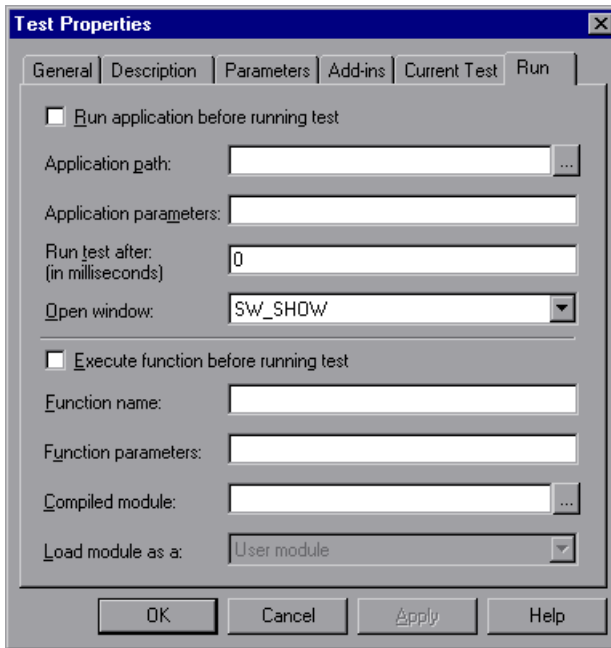 Test Properties
General Description Parameters Add-ins Current Test Run
Run application before running test
Application path: ...
Application parameters:
Run test after: 0
(in milliseconds)
Open window: SW_SHOW
Execute function before running test
Function name:
Function parameters:
Compiled module: ...
Load module as a: User module
OK Cancel Apply Help